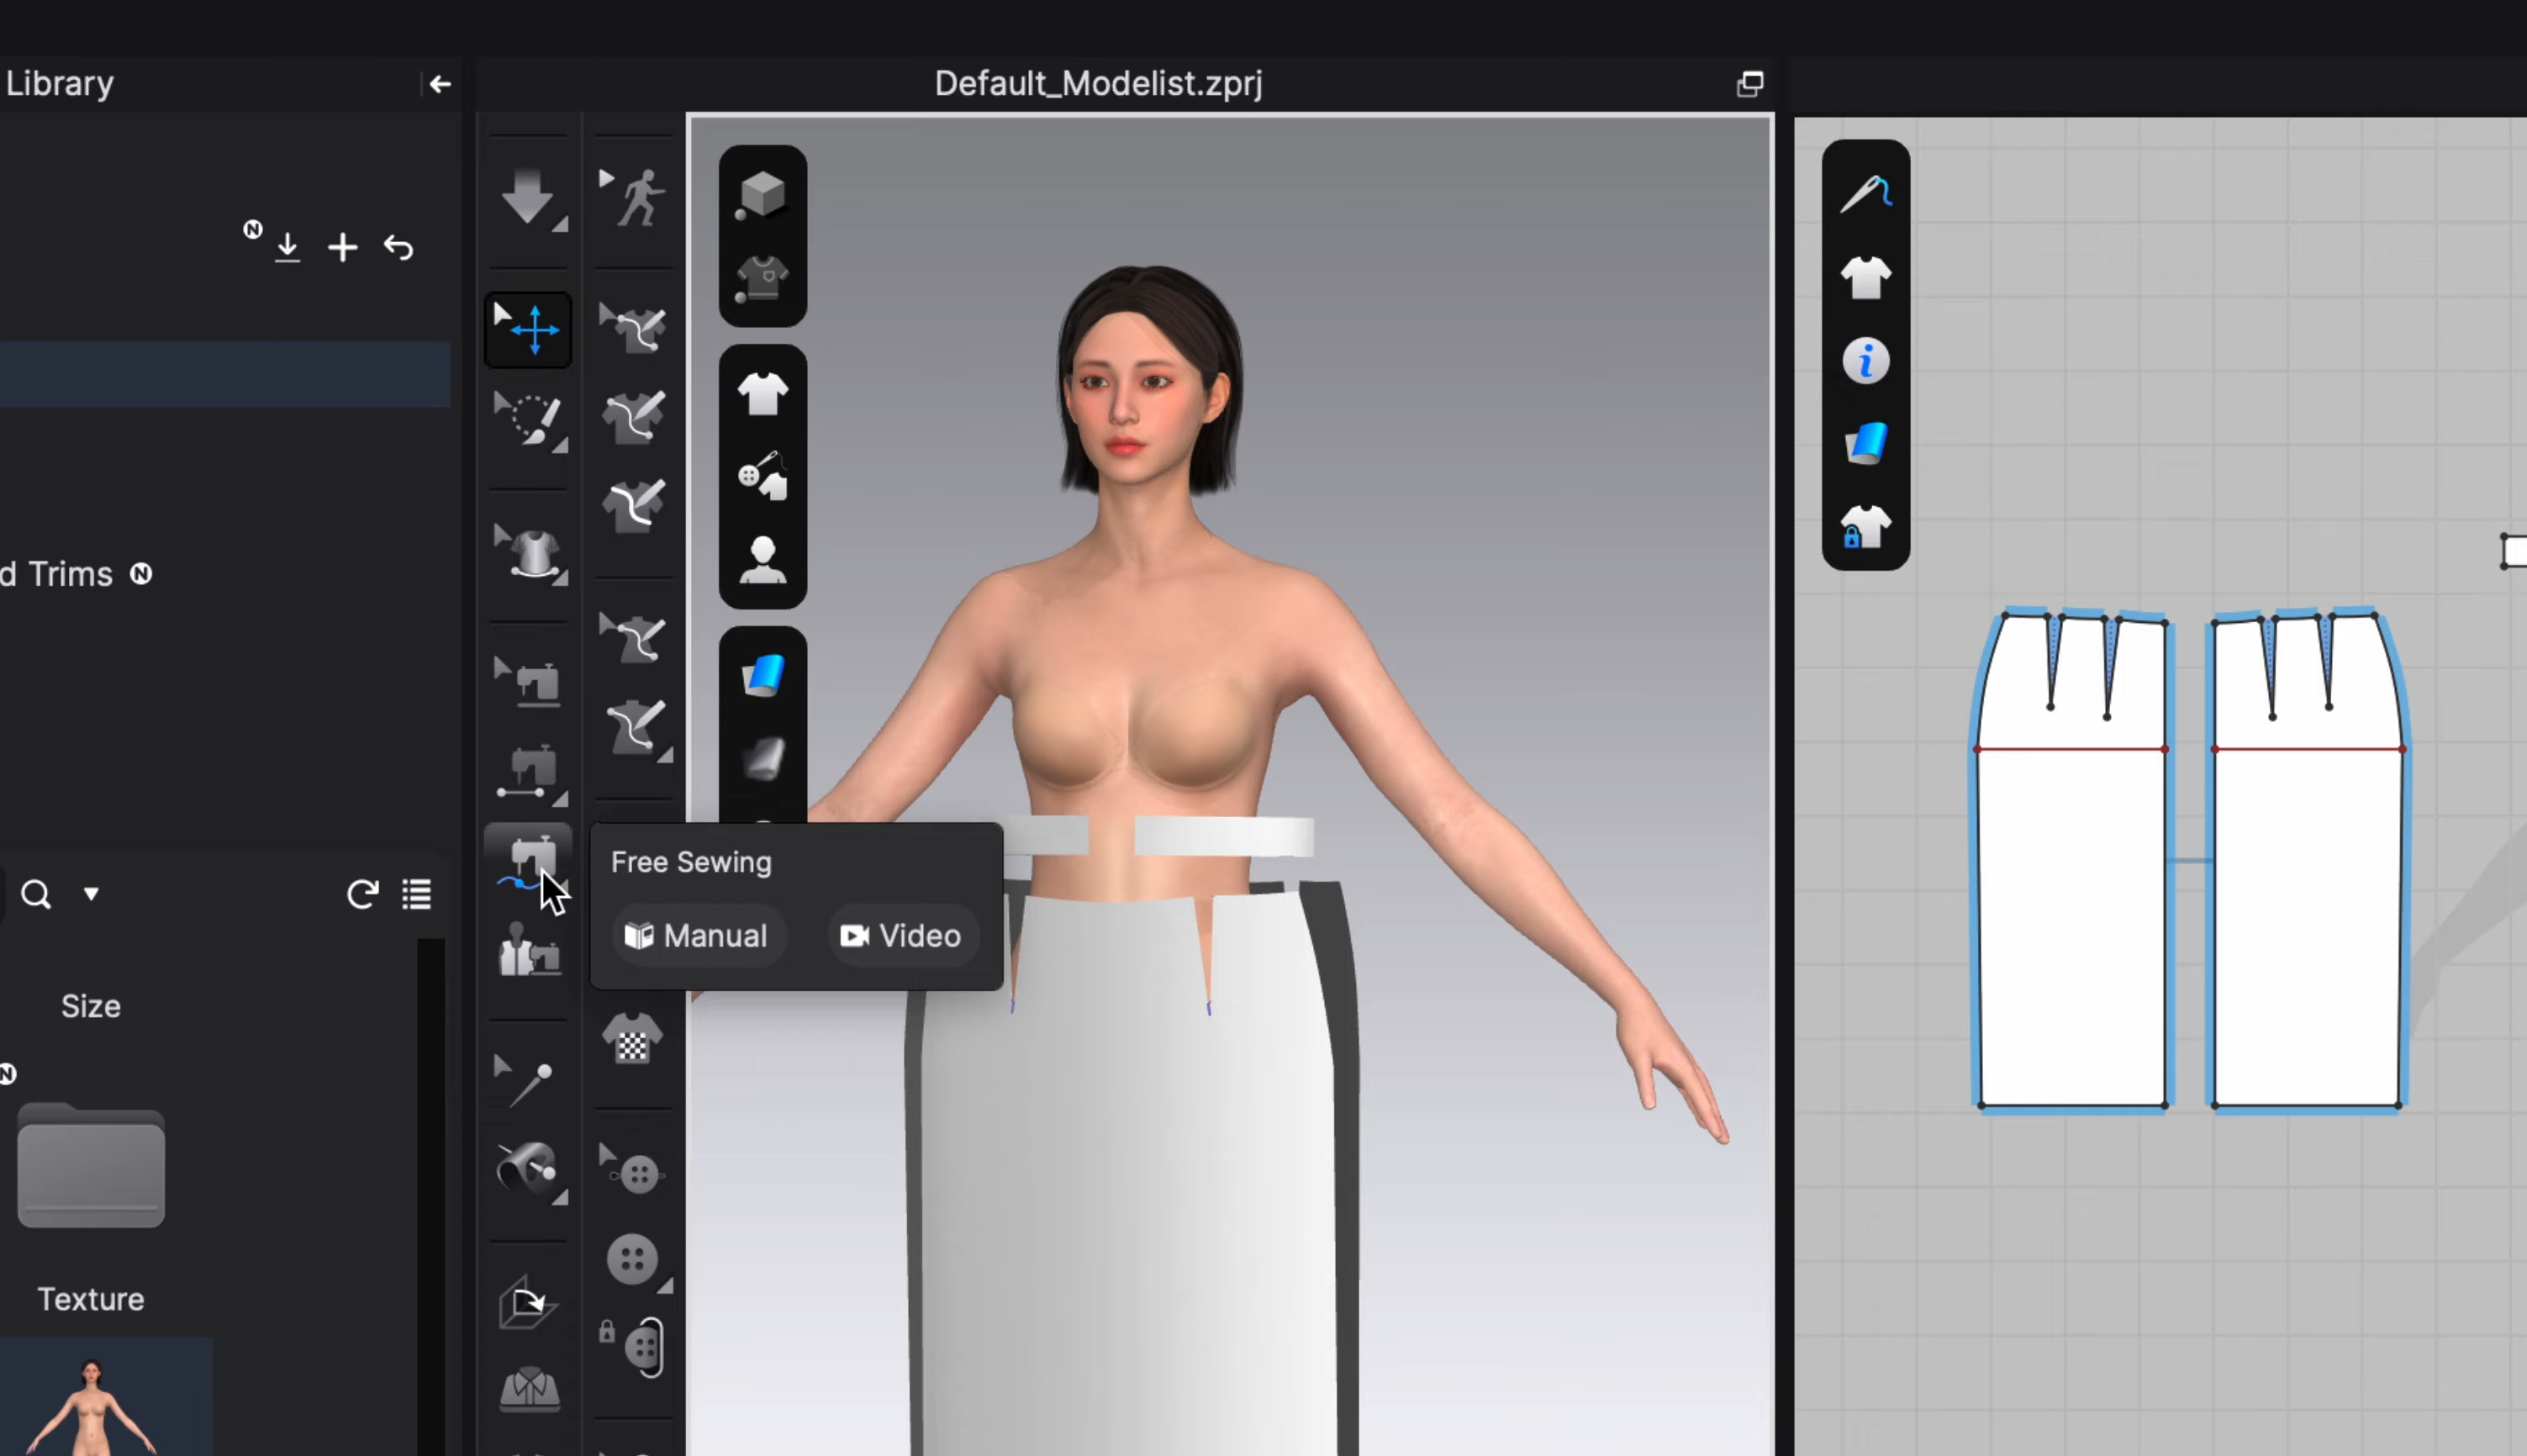 Library
Default_Modelist.zprj
N
d Trims N
Free Sewing
Manual
Video
Size
N
Texture